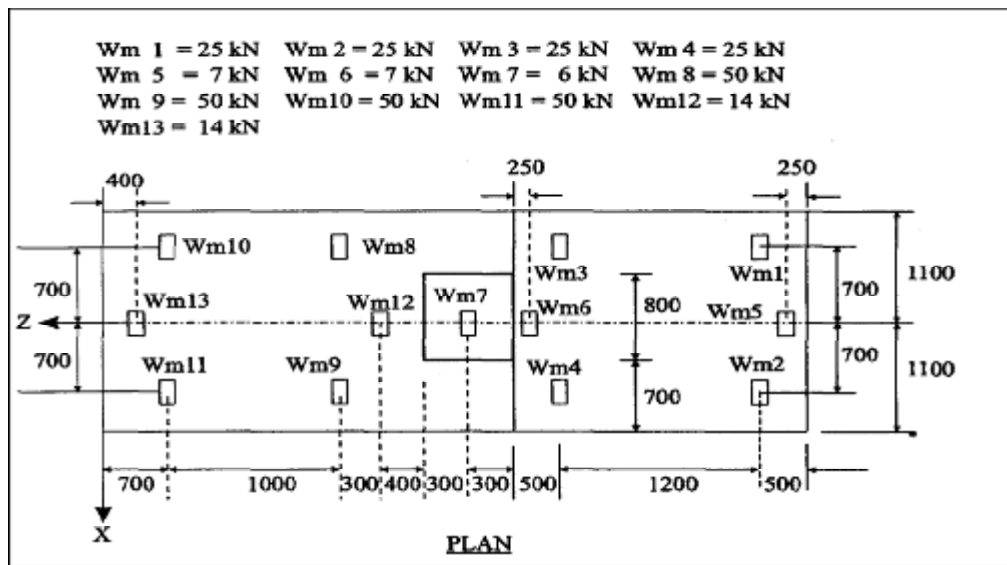 Wm 1 = 25 kN Wm 2 = 25 kN Wm 3 = 25 kN Wm 4 = 25 kN
Wm 5 = 7 kN Wm 6 = 7 kN Wm 7 = 6 kN Wm 8 = 50 kN
Wm 9 = 50 kN Wm10 = 50 kN Wm11 = 50 kN Wm12 = 14 kN
Wm13 = 14 kN
250 250
400
Wm10 Wm8 Wm3 Wm1
700 Wm13 Wm12 Wm7 Wm6 800 Wm5 700 1100
Z
700 Wm11 Wm9 Wm4 700 Wm2 700 1100
700 1000 300 400 300 300 500 1200 500
X
PLAN